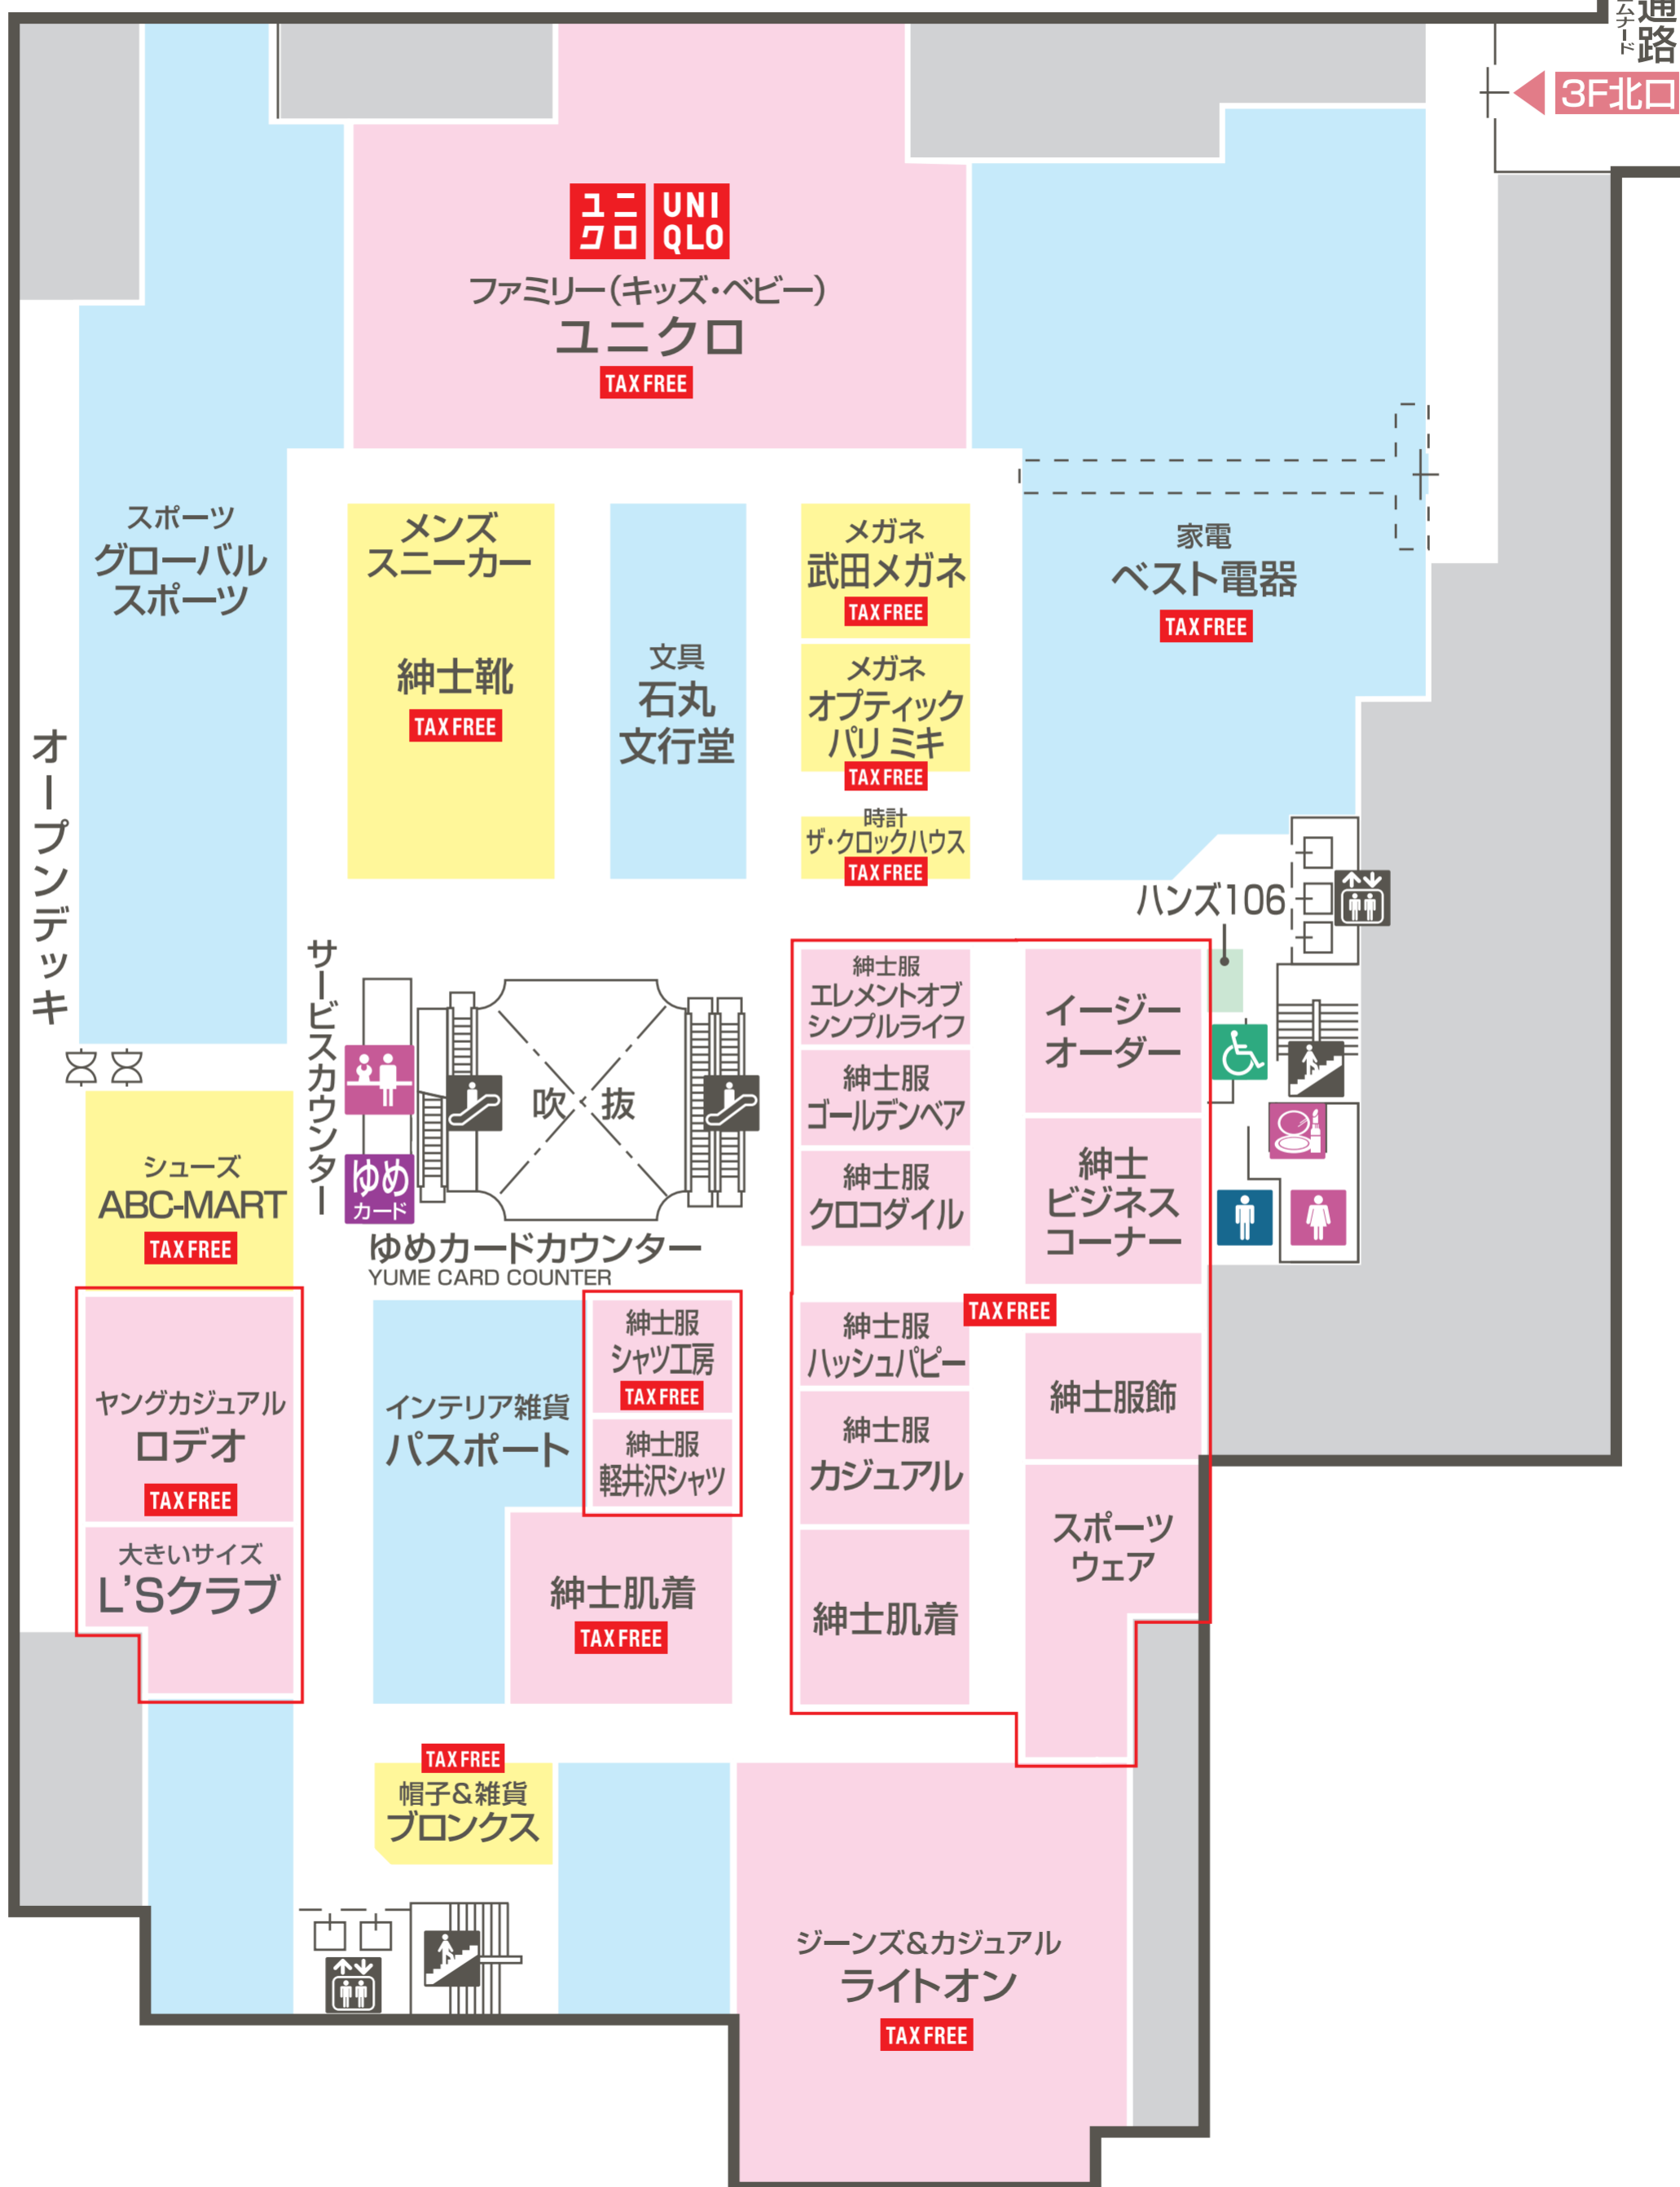 通路
ムナード
3F北口
ユニ
クロ
UNI
QLO
ファミリー(キッズ・ベビー)
ユニクロ
TAX FREE
スポーツ
グローバル
スポーツ
メンズ
スニーカー
紳士靴
TAX FREE
文具
石丸
文行堂
メガネ
武田メガネ
TAX FREE
メガネ
オプティック
パリ ミキ
TAX FREE
時計
ザ・クロックハウス
TAX FREE
家電
ベスト電器
TAX FREE
オープンデッキ
ハンズ106
サービスカウンター
吹 抜
ゆめ
カード
ゆめカードカウンター
YUME CARD COUNTER
シューズ
ABC-MART
TAX FREE
紳士服
エレメントオブ
シンプルライフ
紳士服
ゴールデンベア
紳士服
クロコダイル
イージー
オーダー
紳士
ビジネス
コーナー
TAX FREE
ヤングカジュアル
ロデオ
TAX FREE
大きいサイズ
L'Sクラブ
インテリア雑貨
パスポート
紳士服
シャツ工房
TAX FREE
紳士服
軽井沢シャツ
紳士肌着
TAX FREE
紳士服
ハッシュパピー
紳士服
カジュアル
紳士肌着
紳士服飾
スポーツ
ウェア
TAX FREE
帽子&雑貨
ブロンクス
ジーンズ&カジュアル
ライトオン
TAX FREE